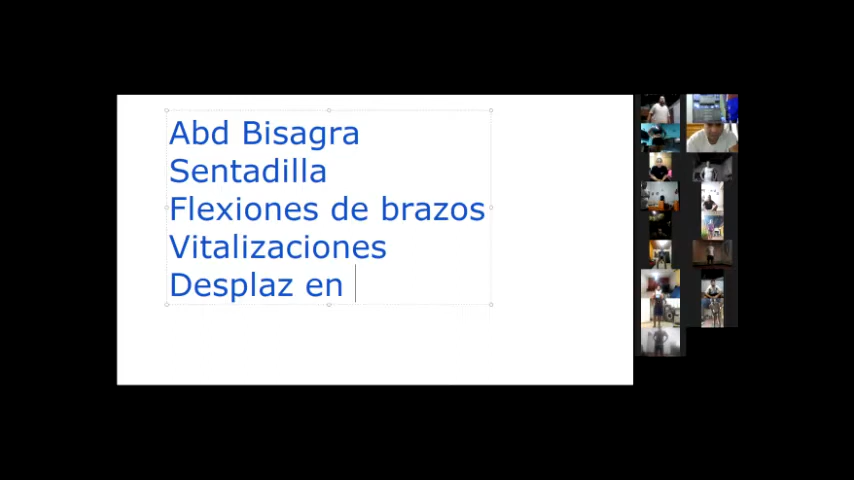 Abd Bisagra
Sentadilla
Flexiones de brazos
Vitalizaciones
Desplaz en